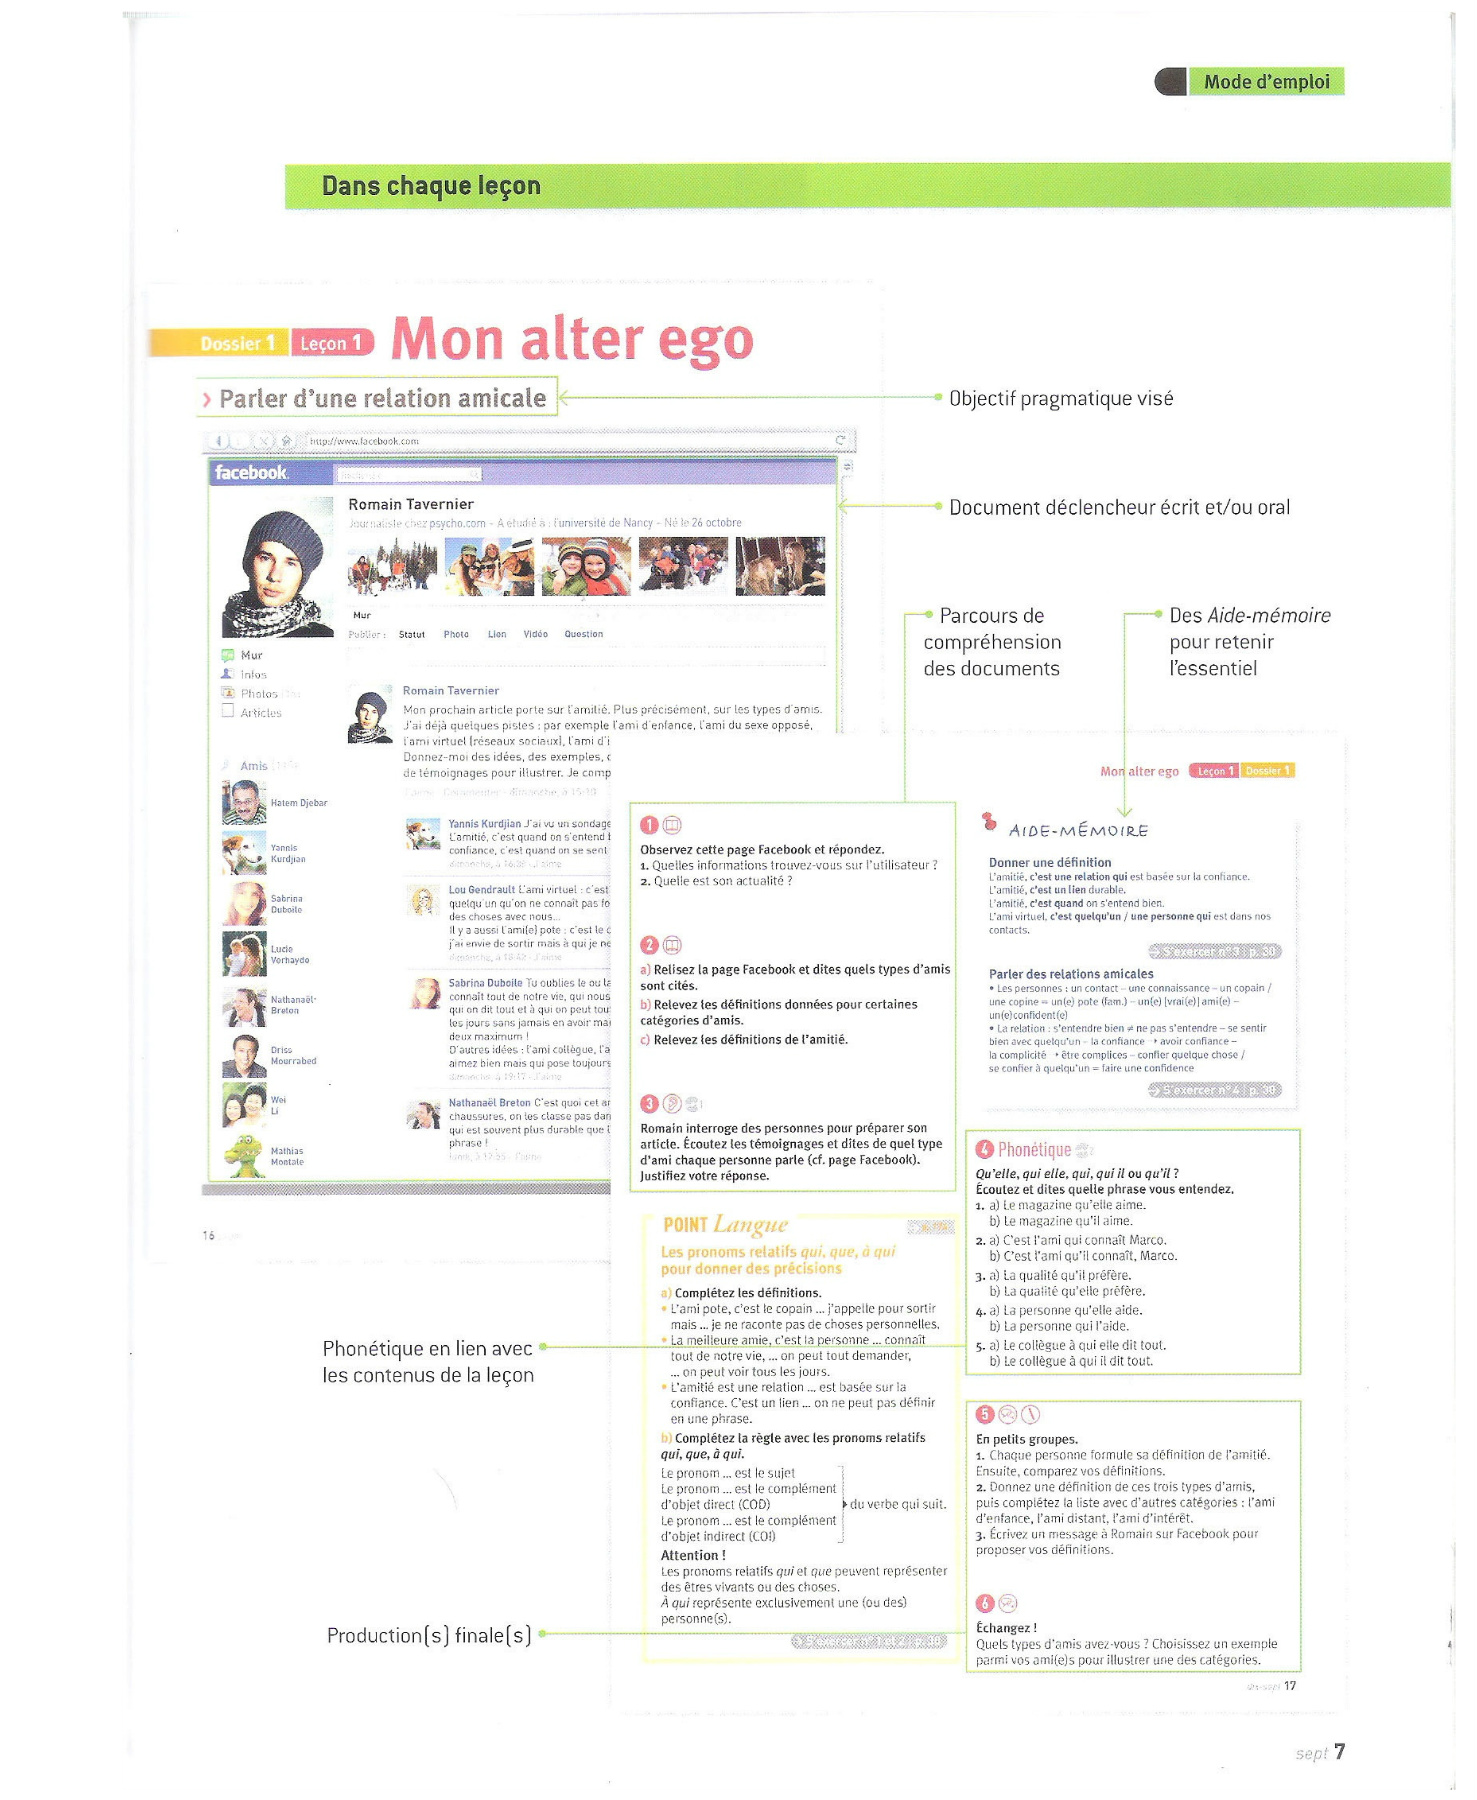 Mode d'emploi
Dans chaque leçon
Dossier 1
Leçon 1
Mon alter ego
› Parler d'une relation amicale
Objectif pragmatique visé
http://www.facebook.com
facebook
Romain Tavernier
Journaliste chez psycho.com - A étudié à : l'université de Nancy - Né le 26 octobre
Document déclencheur écrit et/ou oral
Mur
Publier : Statut Photo Lien Vidéo Question
Mur
Infos
Photos
Articles
Amis
Hatem Djebar
Yannis
Kurdjian
Sabrina
Duboile
Lucie
Verhayde
Nathanaël
Breton
Driss
Mourrabed
Wei
Li
Mathias
Montale
Romain Tavernier
Mon prochain article porte sur l'amitié. Plus précisément, sur les types d'amis.
J'ai déjà quelques pistes : par exemple l'ami d'enfance, l'ami du sexe opposé,
l'ami virtuel (réseaux sociaux), l'ami d'i
Donnez-moi des idées, des exemples, c
de témoignages pour illustrer. Je comp
Yannis Kurdjian J'ai vu un sondage
L'amitié, c'est quand on s'entend b
confiance, c'est quand on se sent
dimanche, à 16:38 - J'aime
Lou Gendrault L'ami virtuel : c'est
quelqu'un qu'on ne connaît pas fo
des choses avec nous...
Il y a aussi l'ami(e) pote : c'est le c
j'ai envie de sortir mais à qui je ne
dimanche, à 18:42 - J'aime
Sabrina Duboile Tu oublies le ou la
connaît tout de notre vie, qui nous
qui on dit tout et à qui on peut tou
les jours sans jamais en avoir ma
deux maximum !
D'autres idées : l'ami collègue, l'a
aimez bien mais qui pose toujours
dimanche, à 19:17 - J'aime
Nathanaël Breton C'est quoi cet ar
chaussures, on les classe pas dan
qui est souvent plus durable que l
phrase !
16
Parcours de
compréhension
des documents
Des Aide-mémoire
pour retenir
l'essentiel
Mon alter ego Leçon 1 Dossier 1
1
Observez cette page Facebook et répondez.
1. Quelles informations trouvez-vous sur l'utilisateur ?
2. Quelle est son actualité ?
2
a) Relisez la page Facebook et dites quels types d'amis
sont cités.
b) Relevez les définitions données pour certaines
catégories d'amis.
c) Relevez les définitions de l'amitié.
3
Romain interroge des personnes pour préparer son
article. Écoutez les témoignages et dites de quel type
d'ami chaque personne parle (cf. page Facebook).
Justifiez votre réponse.
POINT Langue
Les pronoms relatifs qui, que, à qui
pour donner des précisions
a) Complétez les définitions.
• L'ami pote, c'est le copain ... j'appelle pour sortir
mais ... je ne raconte pas de choses personnelles.
• La meilleure amie, c'est la personne ... connaît
tout de notre vie, ... on peut tout demander,
... on peut voir tous les jours.
• L'amitié est une relation ... est basée sur la
confiance. C'est un lien ... on ne peut pas définir
en une phrase.
b) Complétez la règle avec les pronoms relatifs
qui, que, à qui.
Le pronom ... est le sujet
Le pronom ... est le complément
d'objet direct (COD)
Le pronom ... est le complément
d'objet indirect (COI)
du verbe qui suit.
Attention !
Les pronoms relatifs qui et que peuvent représenter
des êtres vivants ou des choses.
À qui représente exclusivement une (ou des)
personne(s).
S'exercer n° 1 et 2 | p. 30
AIDE-MÉMOIRE
Donner une définition
L'amitié, c'est une relation qui est basée sur la confiance.
L'amitié, c'est un lien durable.
L'amitié, c'est quand on s'entend bien.
L'ami virtuel, c'est quelqu'un / une personne qui est dans nos
contacts.
S'exercer n° 3 | p. 30
Parler des relations amicales
• Les personnes : un contact – une connaissance – un copain /
une copine = un(e) pote (fam.) – un(e) (vrai(e)) ami(e) –
un(e)confident(e)
• La relation : s'entendre bien ≠ ne pas s'entendre – se sentir
bien avec quelqu'un – la confiance → avoir confiance –
la complicité → être complices – confier quelque chose /
se confier à quelqu'un = faire une confidence
S'exercer n° 4 | p. 30
4 Phonétique
Qu'elle, qui elle, qui, qui il ou qu'il ?
Écoutez et dites quelle phrase vous entendez.
1. a) Le magazine qu'elle aime.
b) Le magazine qu'il aime.
2. a) C'est l'ami qui connaît Marco.
b) C'est l'ami qu'il connaît, Marco.
3. a) La qualité qu'il préfère.
b) La qualité qu'elle préfère.
4. a) La personne qu'elle aide.
b) La personne qui l'aide.
5. a) Le collègue à qui elle dit tout.
b) Le collègue à qui il dit tout.
Phonétique en lien avec
les contenus de la leçon
5
En petits groupes.
1. Chaque personne formule sa définition de l'amitié.
Ensuite, comparez vos définitions.
2. Donnez une définition de ces trois types d'amis,
puis complétez la liste avec d'autres catégories : l'ami
d'enfance, l'ami distant, l'ami d'intérêt.
3. Écrivez un message à Romain sur Facebook pour
proposer vos définitions.
6
Échangez !
Quels types d'amis avez-vous ? Choisissez un exemple
parmi vos ami(e)s pour illustrer une des catégories.
Production(s) finale(s)
dix-sept 17
sept 7